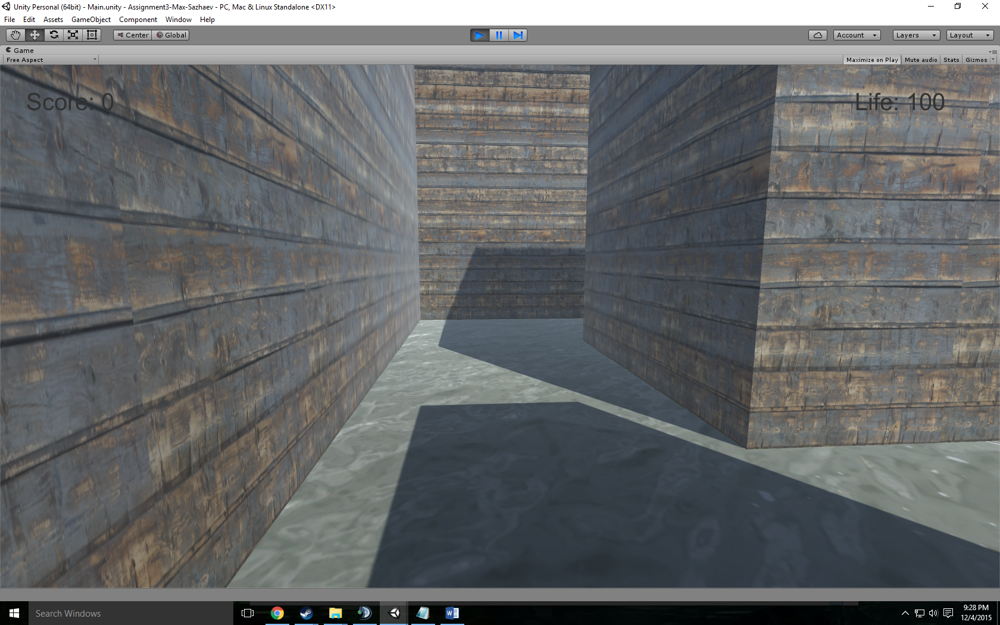 Unity Personal (64bit) - Main.unity - Assignment3-Max-Sazhaev - PC, Mac & Linux Standalone <DX11>
File Edit Assets GameObject Component Window Help
Center Global Account Layers Layout
Game
Free Aspect Maximize on Play Mute audio Stats Gizmos
Score: 0 Life: 100
Search Windows
9:28 PM
12/4/2015